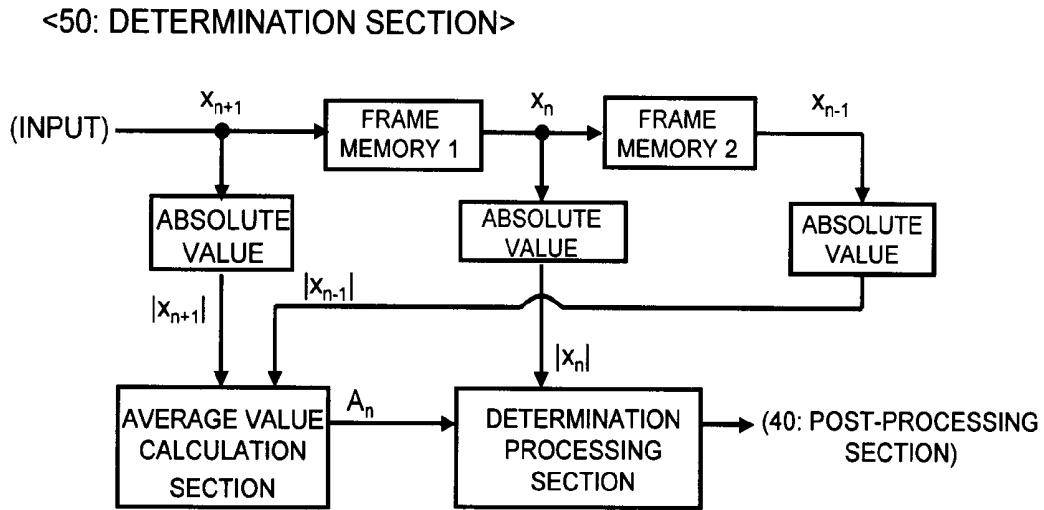 <50: DETERMINATION SECTION>
(INPUT)
xn+1
FRAME
MEMORY 1
xn
FRAME
MEMORY 2
xn-1
ABSOLUTE
VALUE
ABSOLUTE
VALUE
ABSOLUTE
VALUE
|xn+1|
|xn-1|
|xn|
AVERAGE VALUE
CALCULATION
SECTION
An
DETERMINATION
PROCESSING
SECTION
(40: POST-PROCESSING
SECTION)